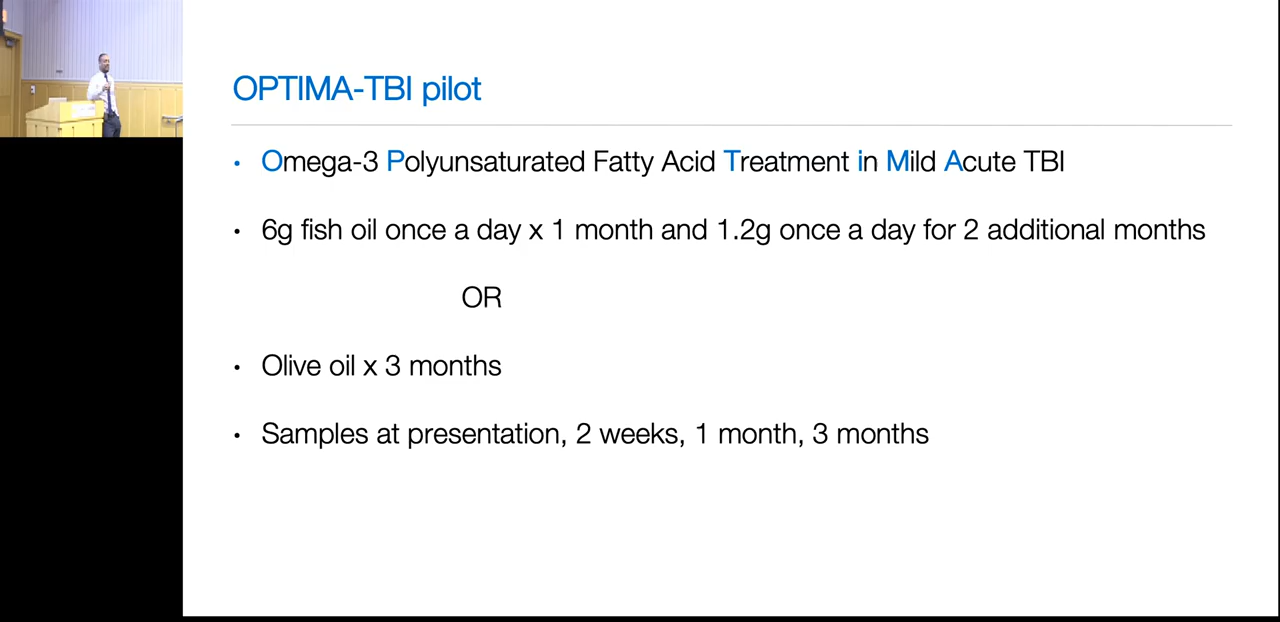 OPTIMA-TBI pilot
• Omega-3 Polyunsaturated Fatty Acid Treatment in Mild Acute TBI
• 6g fish oil once a day x 1 month and 1.2g once a day for 2 additional months
OR
• Olive oil x 3 months
• Samples at presentation, 2 weeks, 1 month, 3 months